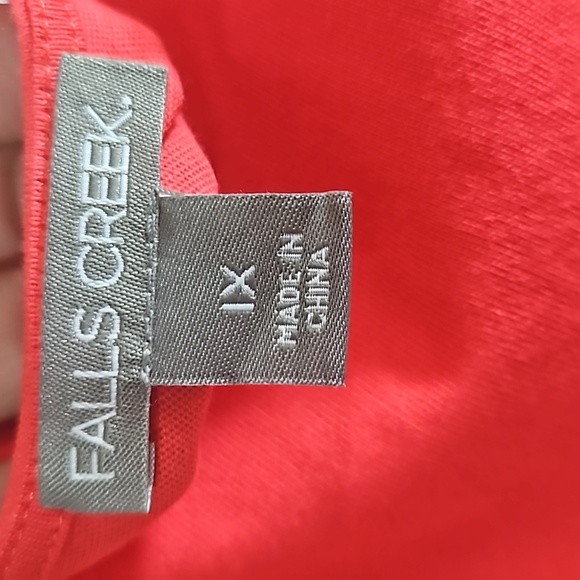 FALLS CREEK.
1X
MADE IN
CHINA